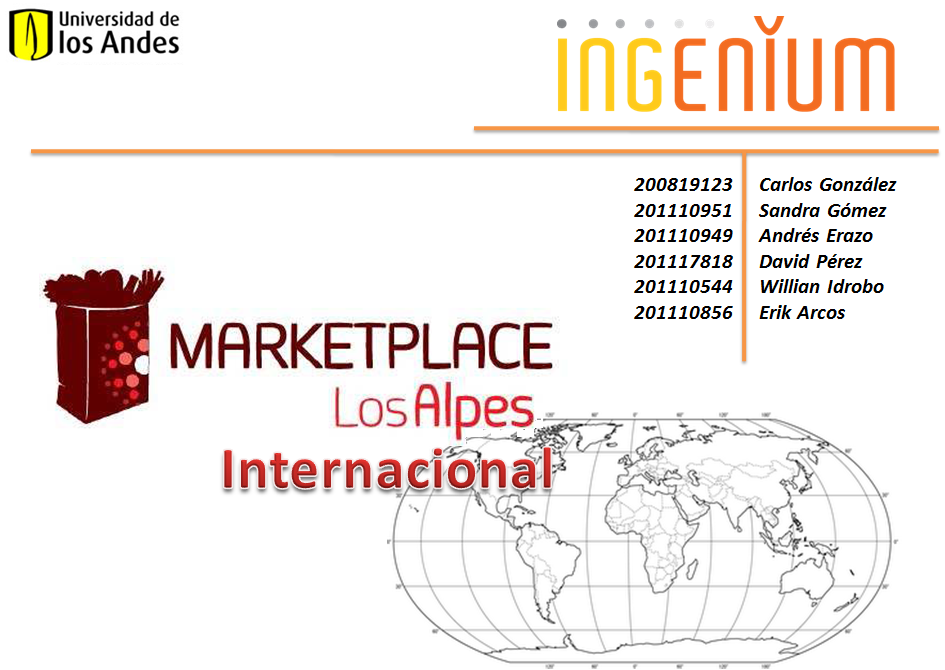 Universidad de
los Andes
INGENĬUM
200819123 Carlos González
201110951 Sandra Gómez
201110949 Andrés Erazo
201117818 David Pérez
201110544 Willian Idrobo
201110856 Erik Arcos
MARKETPLACE
Los Alpes
Internacional